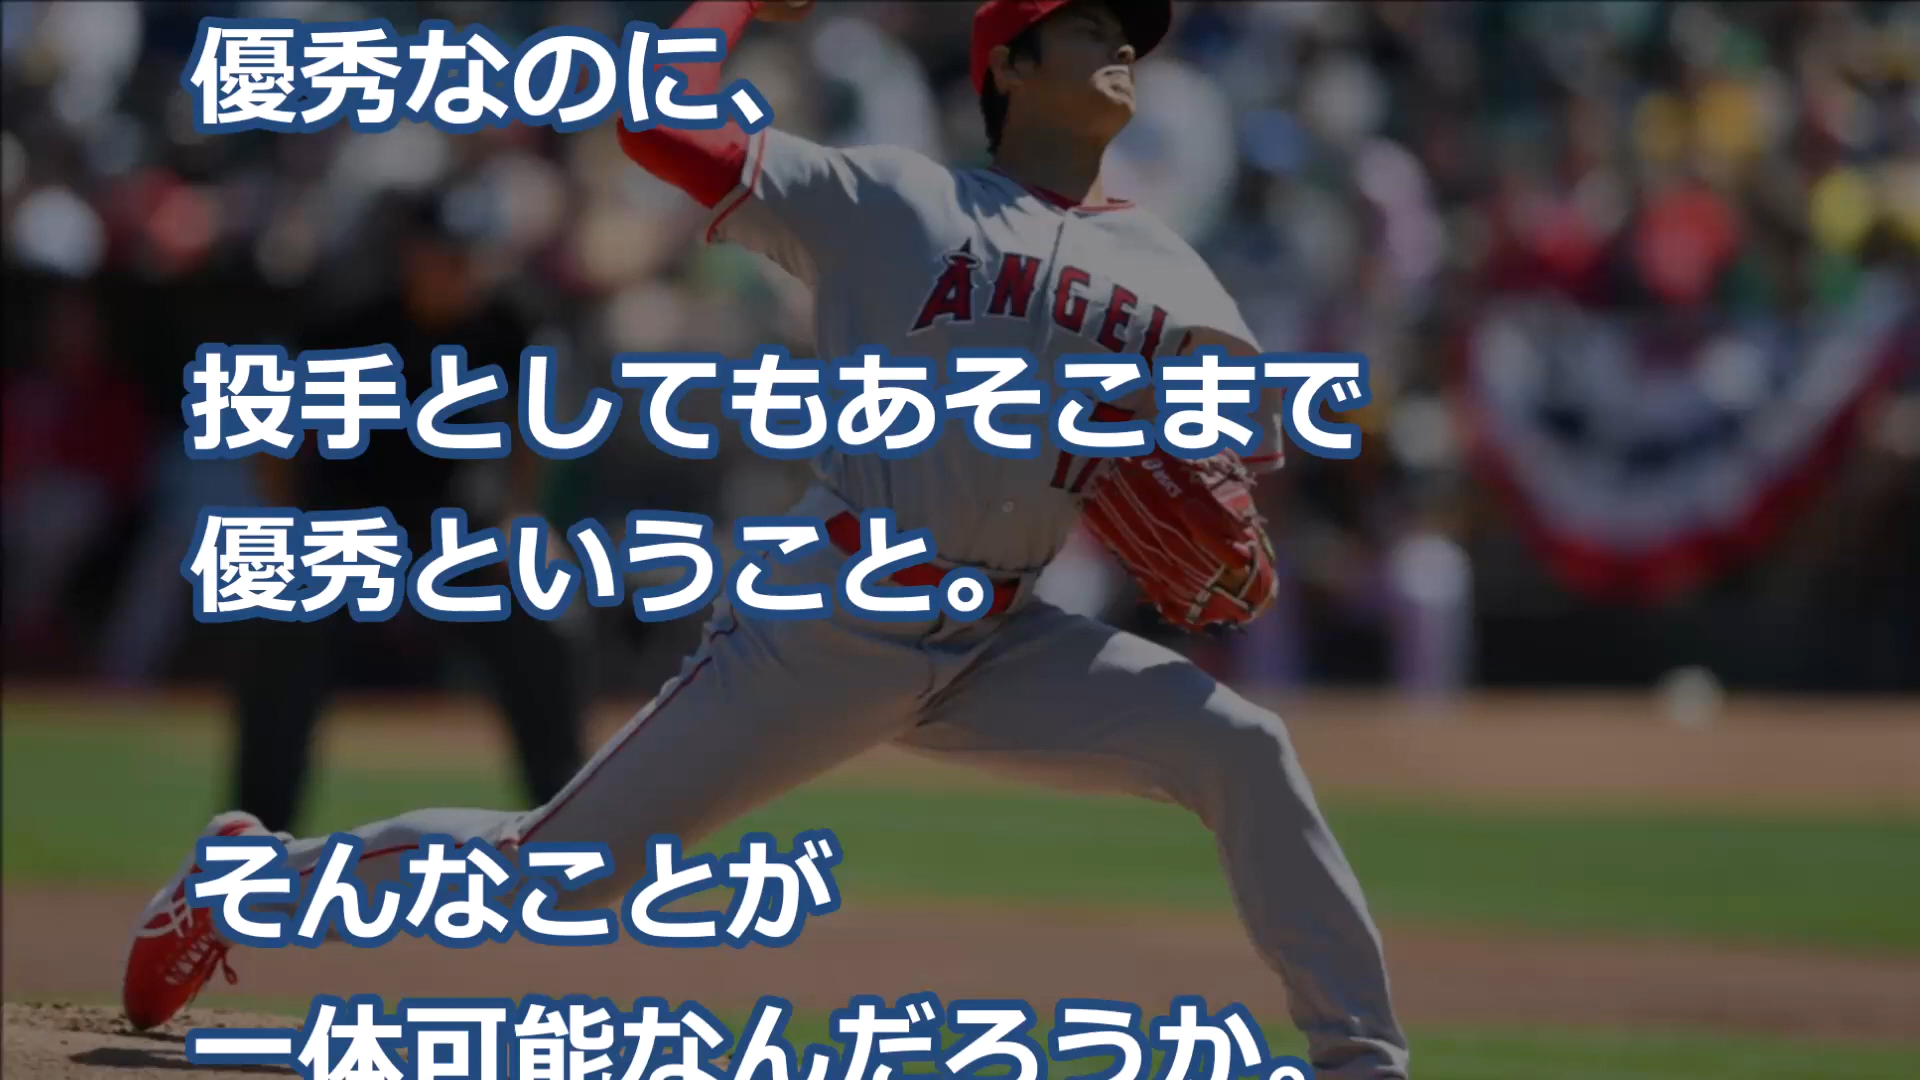 優秀なのに、
投手としてもあそこまで
優秀ということ。
そんなことが
一体可能なんだろうか。
ANGEL
17